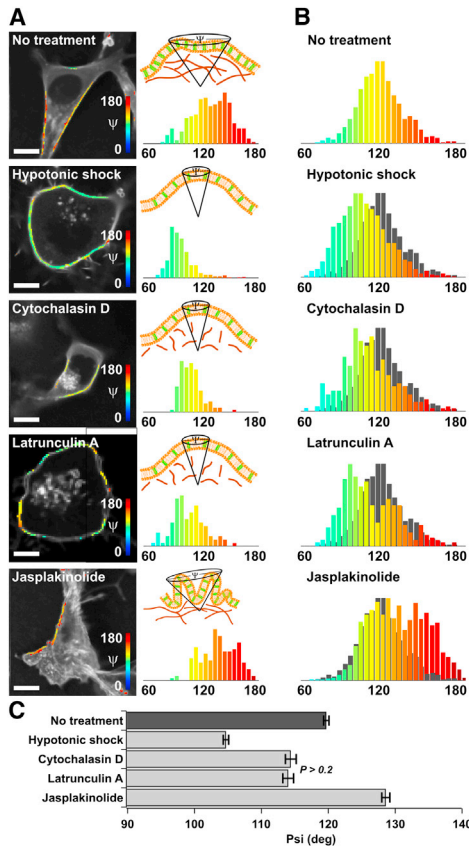 A
B
No treatment
180
Ψ
0
Ψ
60 120 180
No treatment
60 120 180
Hypotonic shock
180
Ψ
0
Ψ
60 120 180
Hypotonic shock
60 120 180
Cytochalasin D
180
Ψ
0
Ψ
60 120 180
Cytochalasin D
60 120 180
Latrunculin A
180
Ψ
0
Ψ
60 120 180
Latrunculin A
60 120 180
Jasplakinolide
180
Ψ
0
Ψ
60 120 180
Jasplakinolide
60 120 180
C
No treatment
Hypotonic shock
Cytochalasin D
P > 0.2
Latrunculin A
Jasplakinolide
90 100 110 120 130 140
Psi (deg)